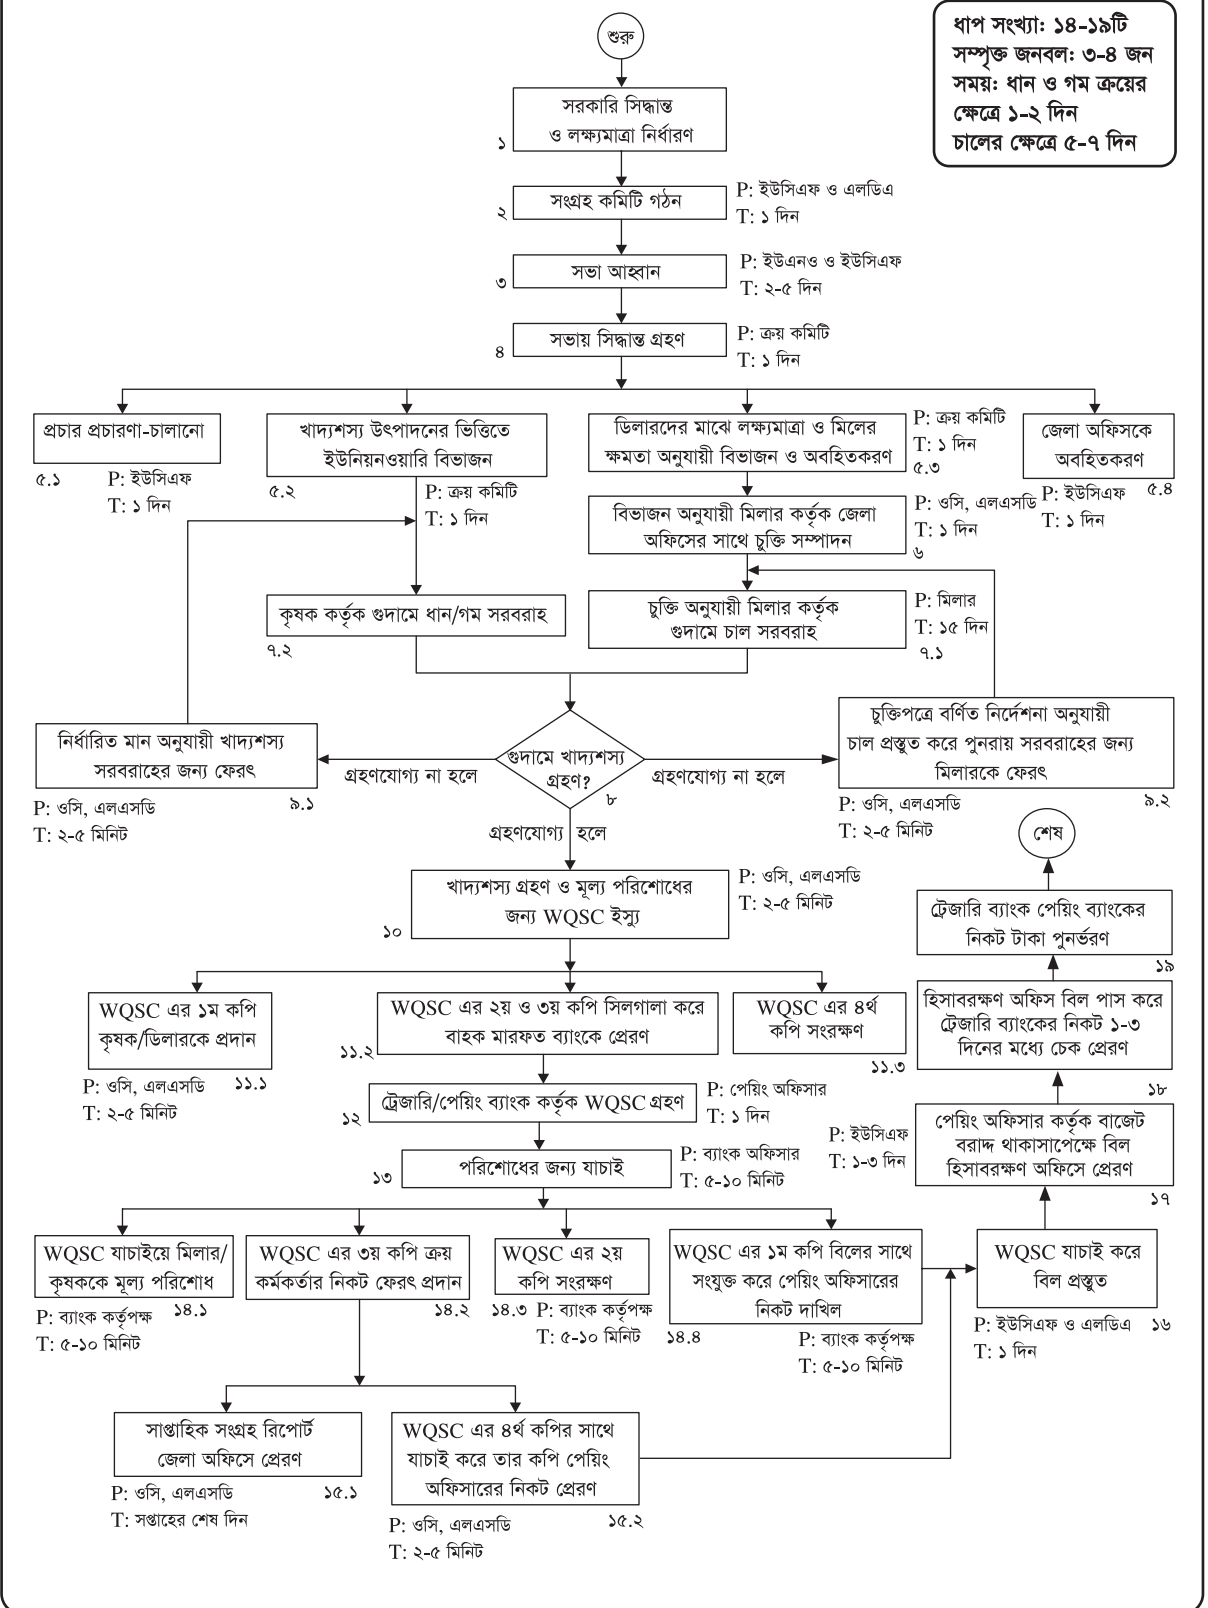 শুরু
ধাপ সংখ্যা: ১৪-১৯টি
সম্পৃক্ত জনবল: ৩-৪ জন
সময়: ধান ও গম ক্রয়ের
ক্ষেত্রে ১-২ দিন
চালের ক্ষেত্রে ৫-৭ দিন
সরকারি সিদ্ধান্ত
ও লক্ষ্যমাত্রা নির্ধারণ
১
সংগ্রহ কমিটি গঠন
২
P: ইউসিএফ ও এলডিএ
T: ১ দিন
সভা আহ্বান
৩
P: ইউএনও ও ইউসিএফ
T: ২-৫ দিন
সভায় সিদ্ধান্ত গ্রহণ
৪
P: ক্রয় কমিটি
T: ১ দিন
প্রচার প্রচারণা-চালানো
৫.১
P: ইউসিএফ
T: ১ দিন
খাদ্যশস্য উৎপাদনের ভিত্তিতে
ইউনিয়নওয়ারি বিভাজন
৫.২
P: ক্রয় কমিটি
T: ১ দিন
ডিলারদের মাঝে লক্ষ্যমাত্রা ও মিলের
ক্ষমতা অনুযায়ী বিভাজন ও অবহিতকরণ
P: ক্রয় কমিটি
T: ১ দিন
৫.৩
জেলা অফিসকে
অবহিতকরণ
৫.৪
P: ইউসিএফ
T: ১ দিন
বিভাজন অনুযায়ী মিলার কর্তৃক জেলা
অফিসের সাথে চুক্তি সম্পাদন
P: ওসি, এলএসডি
T: ১ দিন
৬
কৃষক কর্তৃক গুদামে ধান/গম সরবরাহ
৭.২
চুক্তি অনুযায়ী মিলার কর্তৃক
গুদামে চাল সরবরাহ
P: মিলার
T: ১৫ দিন
৭.১
নির্ধারিত মান অনুযায়ী খাদ্যশস্য
সরবরাহের জন্য ফেরৎ
৯.১
P: ওসি, এলএসডি
T: ২-৫ মিনিট
গ্রহণযোগ্য না হলে
গুদামে খাদ্যশস্য
গ্রহণ?
৮
গ্রহণযোগ্য না হলে
চুক্তিপত্রে বর্ণিত নির্দেশনা অনুযায়ী
চাল প্রস্তুত করে পুনরায় সরবরাহের জন্য
মিলারকে ফেরৎ
৯.২
P: ওসি, এলএসডি
T: ২-৫ মিনিট
গ্রহণযোগ্য হলে
শেষ
খাদ্যশস্য গ্রহণ ও মূল্য পরিশোধের
জন্য WQSC ইস্যু
১০
P: ওসি, এলএসডি
T: ২-৫ মিনিট
ট্রেজারি ব্যাংক পেয়িং ব্যাংকের
নিকট টাকা পুনর্ভরণ
১৯
WQSC এর ১ম কপি
কৃষক/ডিলারকে প্রদান
১১.১
P: ওসি, এলএসডি
T: ২-৫ মিনিট
WQSC এর ২য় ও ৩য় কপি সিলগালা করে
বাহক মারফত ব্যাংকে প্রেরণ
১১.২
WQSC এর ৪র্থ
কপি সংরক্ষণ
১১.৩
হিসাবরক্ষণ অফিস বিল পাস করে
ট্রেজারি ব্যাংকের নিকট ১-৩
দিনের মধ্যে চেক প্রেরণ
১৮
ট্রেজারি/পেয়িং ব্যাংক কর্তৃক WQSC গ্রহণ
১২
P: পেয়িং অফিসার
T: ১ দিন
পেয়িং অফিসার কর্তৃক বাজেট
বরাদ্দ থাকাসাপেক্ষে বিল
হিসাবরক্ষণ অফিসে প্রেরণ
১৭
P: ইউসিএফ
T: ১-৩ দিন
পরিশোধের জন্য যাচাই
১৩
P: ব্যাংক অফিসার
T: ৫-১০ মিনিট
WQSC যাচাইয়ে মিলার/
কৃষককে মূল্য পরিশোধ
১৪.১
P: ব্যাংক কর্তৃপক্ষ
T: ৫-১০ মিনিট
WQSC এর ৩য় কপি ক্রয়
কর্মকর্তার নিকট ফেরৎ প্রদান
১৪.২
WQSC এর ২য়
কপি সংরক্ষণ
১৪.৩
P: ব্যাংক কর্তৃপক্ষ
T: ৫-১০ মিনিট
WQSC এর ১ম কপি বিলের সাথে
সংযুক্ত করে পেয়িং অফিসারের
নিকট দাখিল
১৪.৪
P: ব্যাংক কর্তৃপক্ষ
T: ৫-১০ মিনিট
WQSC যাচাই করে
বিল প্রস্তুত
P: ইউসিএফ ও এলডিএ
১৬
T: ১ দিন
সাপ্তাহিক সংগ্রহ রিপোর্ট
জেলা অফিসে প্রেরণ
১৫.১
P: ওসি, এলএসডি
T: সপ্তাহের শেষ দিন
WQSC এর ৪র্থ কপির সাথে
যাচাই করে তার কপি পেয়িং
অফিসারের নিকট প্রেরণ
১৫.২
P: ওসি, এলএসডি
T: ২-৫ মিনিট